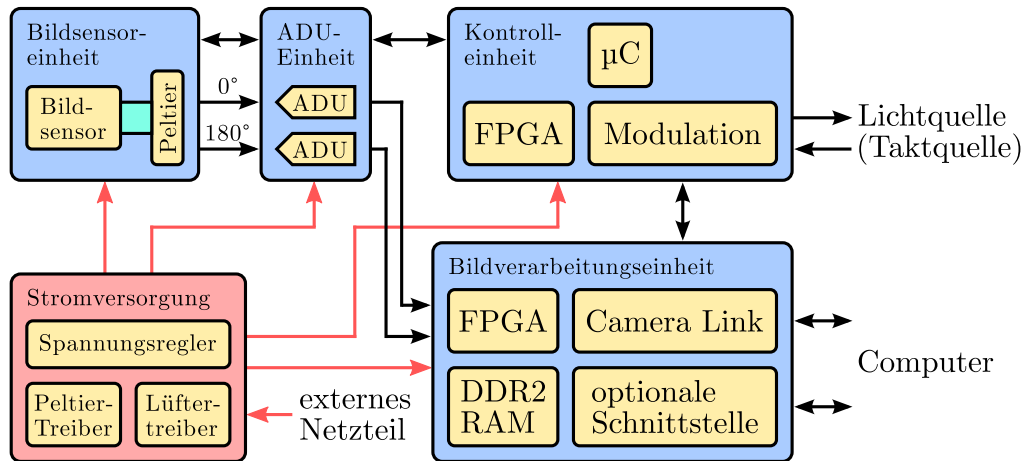 Bildsensor-
einheit
Bild-
sensor
Peltier
0°
180°
ADU-
Einheit
ADU
ADU
Kontroll-
einheit
µC
FPGA
Modulation
Lichtquelle
(Taktquelle)
Stromversorgung
Spannungsregler
Peltier-
Treiber
Lüfter-
treiber
externes
Netzteil
Bildverarbeitungseinheit
FPGA
Camera Link
DDR2
RAM
optionale
Schnittstelle
Computer